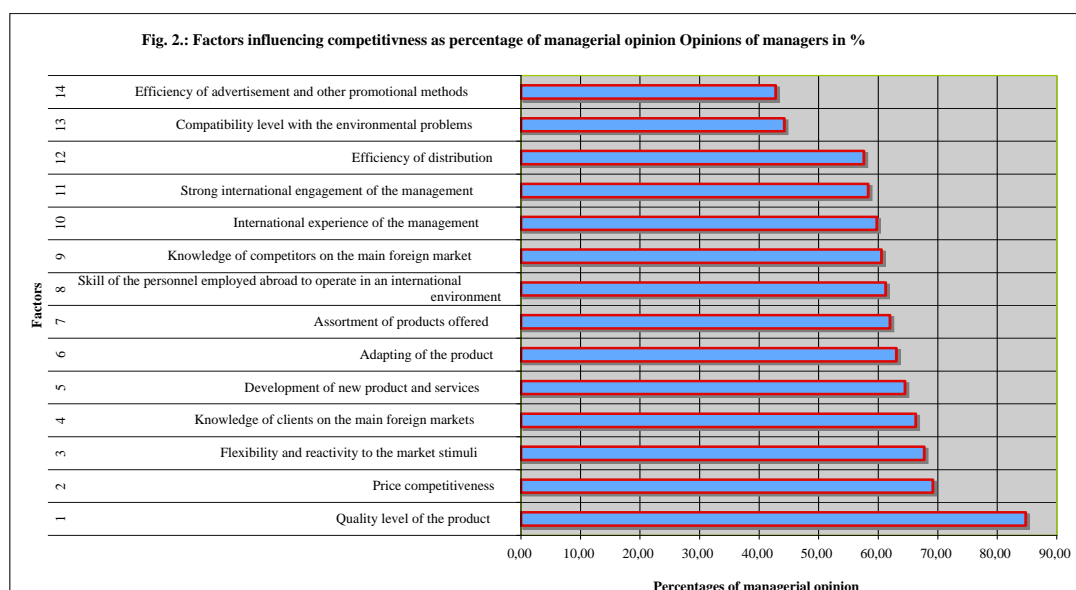 Fig. 2.: Factors influencing competitivness as percentage of managerial opinion Opinions of managers in %
14 Efficiency of advertisement and other promotional methods
13 Compatibility level with the environmental problems
12 Efficiency of distribution
11 Strong international engagement of the management
10 International experience of the management
9 Knowledge of competitors on the main foreign market
8 Skill of the personnel employed abroad to operate in an international
environment
7 Assortment of products offered
6 Adapting of the product
5 Development of new product and services
4 Knowledge of clients on the main foreign markets
3 Flexibility and reactivity to the market stimuli
2 Price competitiveness
1 Quality level of the product
Factors
0,00 10,00 20,00 30,00 40,00 50,00 60,00 70,00 80,00 90,00
Percentages of managerial opinion